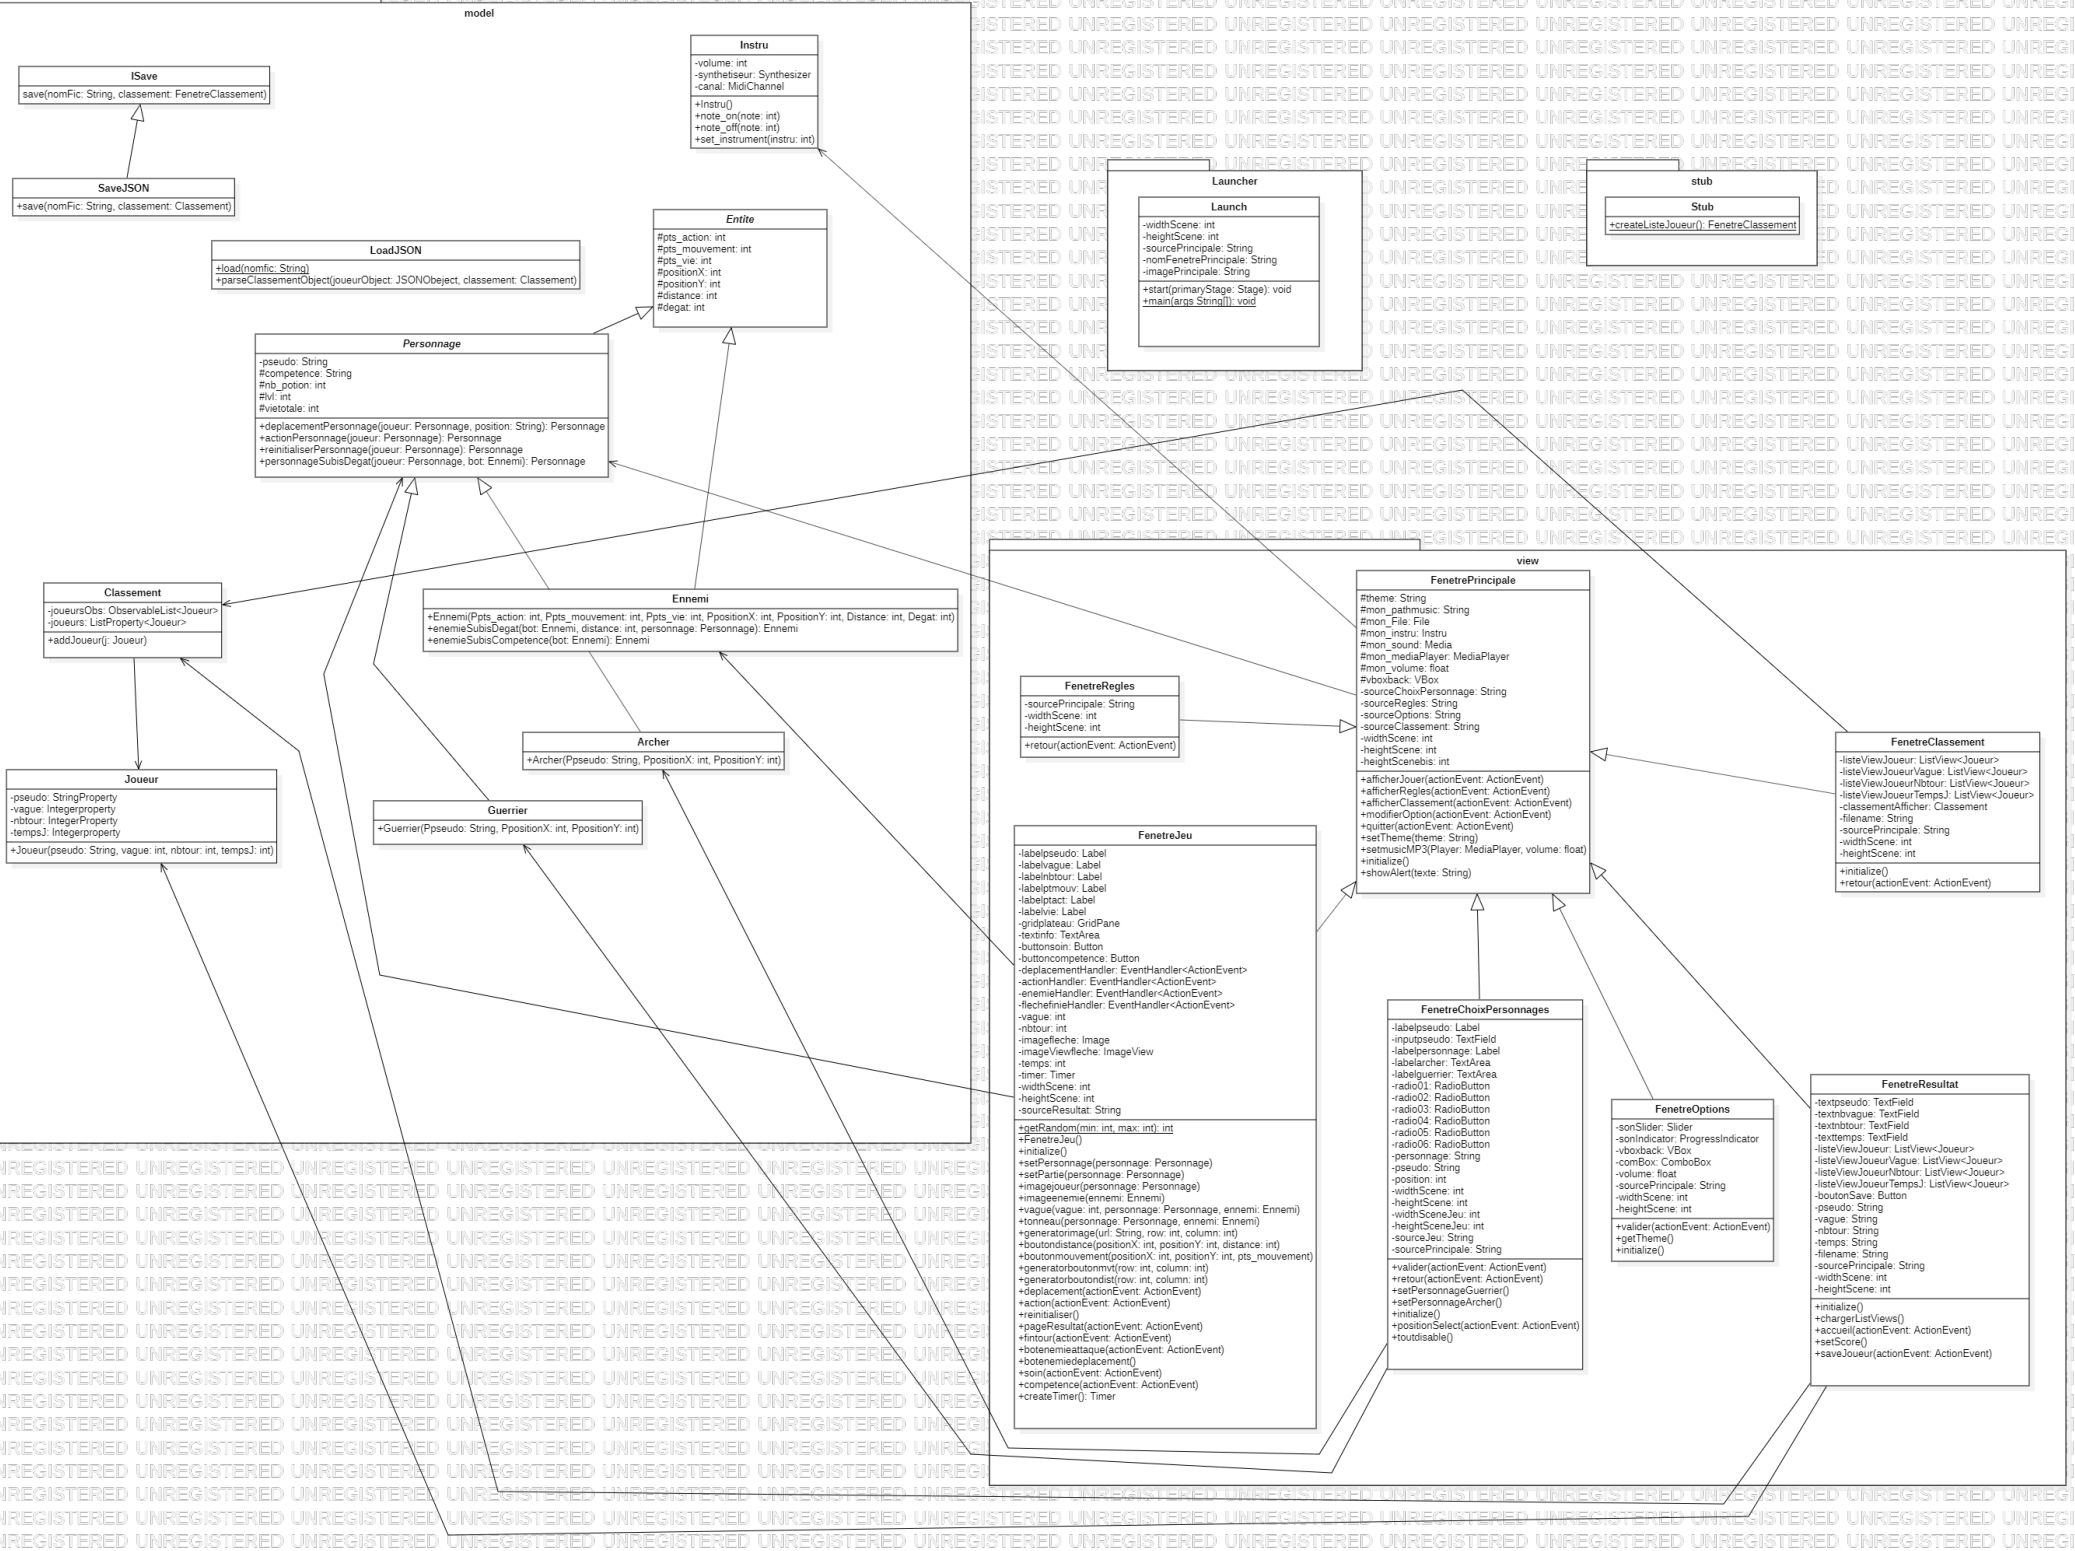 model
Instru
-volume: int
-synthetiseur: Synthesizer
-canal: MidiChannel
+Instru()
+note_on(note: int)
+note_off(note: int)
+set_instrument(instru: int)
ISave
save(nomFic: String, classement: FenetreClassement)
SaveJSON
+save(nomFic: String, classement: Classement)
LoadJSON
+load(nomfic: String)
+parseClassementObject(joueurObject: JSONObeject, classement: Classement)
Entite
#pts_action: int
#pts_mouvement: int
#pts_vie: int
#positionX: int
#positionY: int
#distance: int
#degat: int
Personnage
-pseudo: String
#competence: String
#nb_potion: int
#lvl: int
#vietotale: int
+deplacementPersonnage(joueur: Personnage, position: String): Personnage
+actionPersonnage(joueur: Personnage): Personnage
+reinitialiserPersonnage(joueur: Personnage): Personnage
+personnageSubisDegat(joueur: Personnage, bot: Ennemi): Personnage
Classement
-joueursObs: ObservableList<Joueur>
-joueurs: ListProperty<Joueur>
+addJoueur(j: Joueur)
Ennemi
+Ennemi(Ppts_action: int, Ppts_mouvement: int, Ppts_vie: int, PpositionX: int, PpositionY: int, Distance: int, Degat: int)
+enemieSubisDegat(bot: Ennemi, distance: int, personnage: Personnage): Ennemi
+enemieSubisCompetence(bot: Ennemi): Ennemi
Archer
+Archer(Ppseudo: String, PpositionX: int, PpositionY: int)
Joueur
-pseudo: StringProperty
-vague: Integerproperty
-nbtour: IntegerProperty
-tempsJ: Integerproperty
+Joueur(pseudo: String, vague: int, nbtour: int, tempsJ: int)
Guerrier
+Guerrier(Ppseudo: String, PpositionX: int, PpositionY: int)
Launcher
Launch
-widthScene: int
-heightScene: int
-sourcePrincipale: String
-nomFenetrePrincipale: String
-imagePrincipale: String
+start(primaryStage: Stage): void
+main(args String[]): void
stub
Stub
+createListeJoueur(): FenetreClassement
view
FenetrePrincipale
#theme: String
#mon_pathmusic: String
#mon_File: File
#mon_instru: Instru
#mon_sound: Media
#mon_mediaPlayer: MediaPlayer
#mon_volume: float
#vboxback: VBox
-sourceChoixPersonnage: String
-sourceRegles: String
-sourceOptions: String
-sourceClassement: String
-widthScene: int
-heightScene: int
-heightScenebis: int
+afficherJouer(actionEvent: ActionEvent)
+afficherRegles(actionEvent: ActionEvent)
+afficherClassement(actionEvent: ActionEvent)
+modifierOption(actionEvent: ActionEvent)
+quitter(actionEvent: ActionEvent)
+setTheme(theme: String)
+setmusicMP3(Player: MediaPlayer, volume: float)
+initialize()
+showAlert(texte: String)
FenetreRegles
-sourcePrincipale: String
-widthScene: int
-heightScene: int
+retour(actionEvent: ActionEvent)
FenetreClassement
-listeViewJoueur: ListView<Joueur>
-listeViewJoueurVague: ListView<Joueur>
-listeViewJoueurNbtour: ListView<Joueur>
-listeViewJoueurTempsJ: ListView<Joueur>
-classementAfficher: Classement
-filename: String
-sourcePrincipale: String
-widthScene: int
-heightScene: int
+initialize()
+retour(actionEvent: ActionEvent)
FenetreJeu
-labelpseudo: Label
-labelvague: Label
-labelnbtour: Label
-labelptmouv: Label
-labelptact: Label
-labelvie: Label
-gridplateau: GridPane
-textinfo: TextArea
-buttonsoin: Button
-buttoncompetence: Button
-deplacementHandler: EventHandler<ActionEvent>
-actionHandler: EventHandler<ActionEvent>
-enemieHandler: EventHandler<ActionEvent>
-flechefinieHandler: EventHandler<ActionEvent>
-vague: int
-nbtour: int
-imagefleche: Image
-imageViewfleche: ImageView
-temps: int
-timer: Timer
-widthScene: int
-heightScene: int
-sourceResultat: String
+getRandom(min: int, max: int): int
+FenetreJeu()
+initialize()
+setPersonnage(personnage: Personnage)
+setPartie(personnage: Personnage)
+imagejoueur(personnage: Personnage)
+imageenemie(ennemi: Ennemi)
+vague(vague: int, personnage: Personnage, ennemi: Ennemi)
+tonneau(personnage: Personnage, ennemi: Ennemi)
+generatorimage(url: String, row: int, column: int)
+boutondistance(positionX: int, positionY: int, distance: int)
+boutonmouvement(positionX: int, positionY: int, pts_mouvement)
+generatorboutonmvt(row: int, column: int)
+generatorboutondist(row: int, column: int)
+deplacement(actionEvent: ActionEvent)
+action(actionEvent: ActionEvent)
+reinitialiser()
+pageResultat(actionEvent: ActionEvent)
+fintour(actionEvent: ActionEvent)
+botenemieattaque(actionEvent: ActionEvent)
+botenemiedeplacement()
+soin(actionEvent: ActionEvent)
+competence(actionEvent: ActionEvent)
+createTimer(): Timer
FenetreChoixPersonnages
-labelpseudo: Label
-inputpseudo: TextField
-labelpersonnage: Label
-labelarcher: TextArea
-labelguerrier: TextArea
-radio01: RadioButton
-radio02: RadioButton
-radio03: RadioButton
-radio04: RadioButton
-radio05: RadioButton
-radio06: RadioButton
-personnage: String
-pseudo: String
-position: int
-widthScene: int
-heightScene: int
-widthSceneJeu: int
-heightSceneJeu: int
-sourceJeu: String
-sourcePrincipale: String
+valider(actionEvent: ActionEvent)
+retour(actionEvent: ActionEvent)
+setPersonnageGuerrier()
+setPersonnageArcher()
+initialize()
+positionSelect(actionEvent: ActionEvent)
+toutdisable()
FenetreOptions
-sonSlider: Slider
-sonIndicator: ProgressIndicator
-vboxback: VBox
-comBox: ComboBox
-volume: float
-sourcePrincipale: String
-widthScene: int
-heightScene: int
+valider(actionEvent: ActionEvent)
+getTheme()
+initialize()
FenetreResultat
-textpseudo: TextField
-textnbvague: TextField
-textnbtour: TextField
-texttemps: TextField
-listeViewJoueur: ListView<Joueur>
-listeViewJoueurVague: ListView<Joueur>
-listeViewJoueurNbtour: ListView<Joueur>
-listeViewJoueurTempsJ: ListView<Joueur>
-boutonSave: Button
-pseudo: String
-vague: String
-nbtour: String
-temps: String
-filename: String
-sourcePrincipale: String
-widthScene: int
-heightScene: int
+initialize()
+chargerListViews()
+accueil(actionEvent: ActionEvent)
+setScore()
+saveJoueur(actionEvent: ActionEvent)